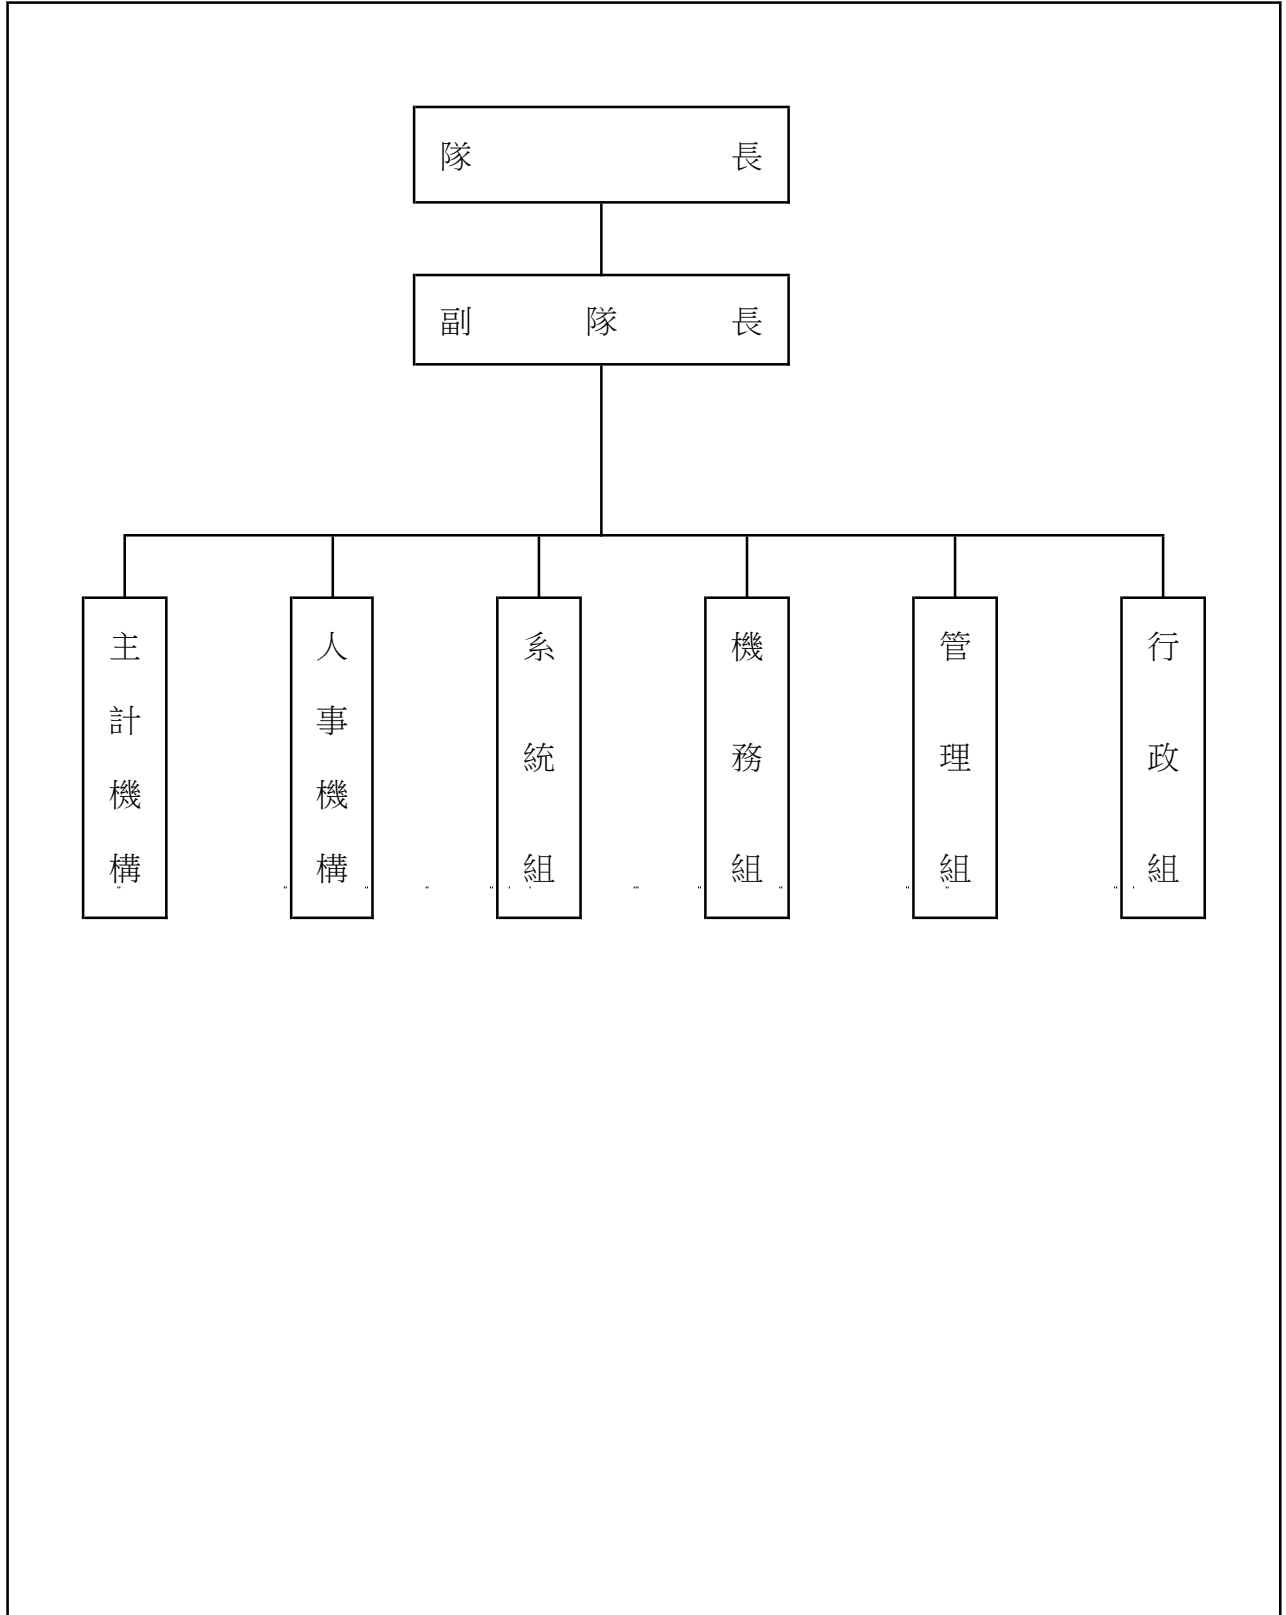 隊長
副隊長
主計機構
人事機構
系統組
機務組
管理組
行政組